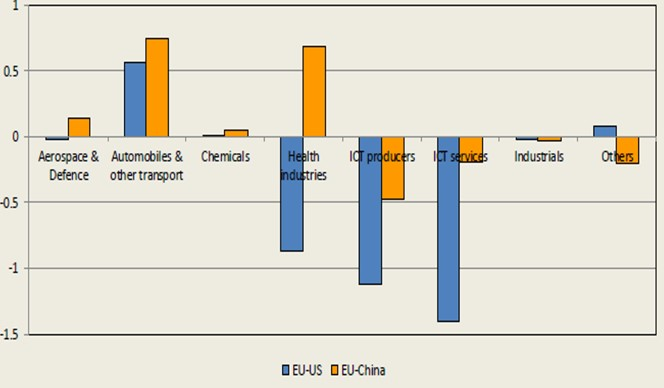 1
0.5
0
-0.5
-1
-1.5
Aerospace &
Defence
Automobiles &
other transport
Chemicals
Health
industries
ICT producers
ICT services
Industrials
Others
EU-US EU-China